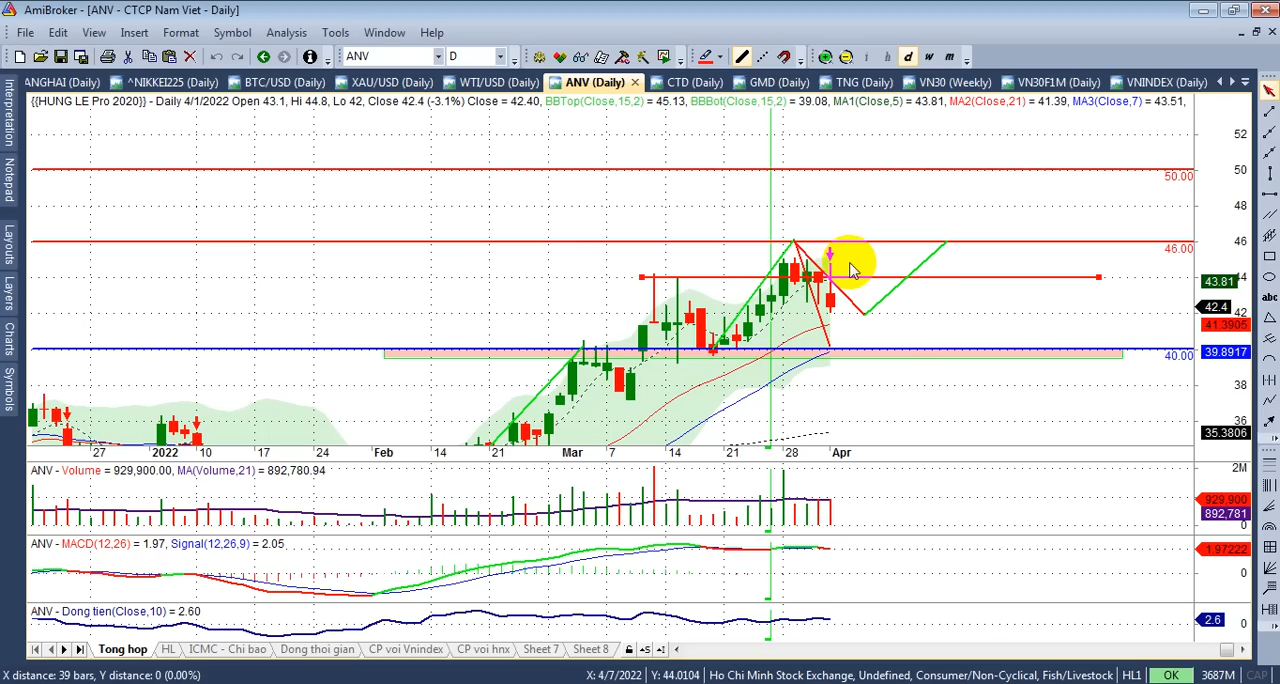 AmiBroker - [ANV - CTCP Nam Viet - Daily]
File Edit View Insert Format Symbol Analysis Tools Window Help
ANV D
h d w m
ANGHAI (Daily) ^NIKKEI225 (Daily) BTC/USD (Daily) XAU/USD (Daily) WTI/USD (Daily) ANV (Daily) CTD (Daily) GMD (Daily) TNG (Daily) VN30 (Weekly) VN30F1M (Daily) VNINDEX (Daily)
{{HUNG LE Pro 2020}} - Daily 4/1/2022 Open 43.1, Hi 44.8, Lo 42, Close 42.4 (-3.1%) Close = 42.40, BBTop(Close,15,2) = 45.13, BBBot(Close,15,2) = 39.08, MA1(Close,5) = 43.81, MA2(Close,21) = 41.39, MA3(Close,7) = 43.51,
Interpretation
Notepad
Layouts
Layers
Charts
Symbols
52
50
50.00
48
46
46.00
44
43.81
42.4
42
41.3905
39.8917
40.00
38
36
35.3806
27 2022 10 17 24 Feb 14 21 Mar 7 14 21 28 Apr
ANV - Volume = 929,900.00, MA(Volume,21) = 892,780.94
2M
929,900
892,781
0
ANV - MACD(12,26) = 1.97, Signal(12,26,9) = 2.05
1.97222
0
ANV - Dong tien(Close,10) = 2.60
2.6
0
abc
Tong hop HL ICMC - Chi bao Dong thoi gian CP voi Vnindex CP voi hnx Sheet 7 Sheet 8
X distance: 39 bars, Y distance: 0 (0.00%) X: 4/7/2022 Y: 44.0104 Ho Chi Minh Stock Exchange, Undefined, Consumer/Non-Cyclical, Fish/Livestock HL1 OK 3687M CAP